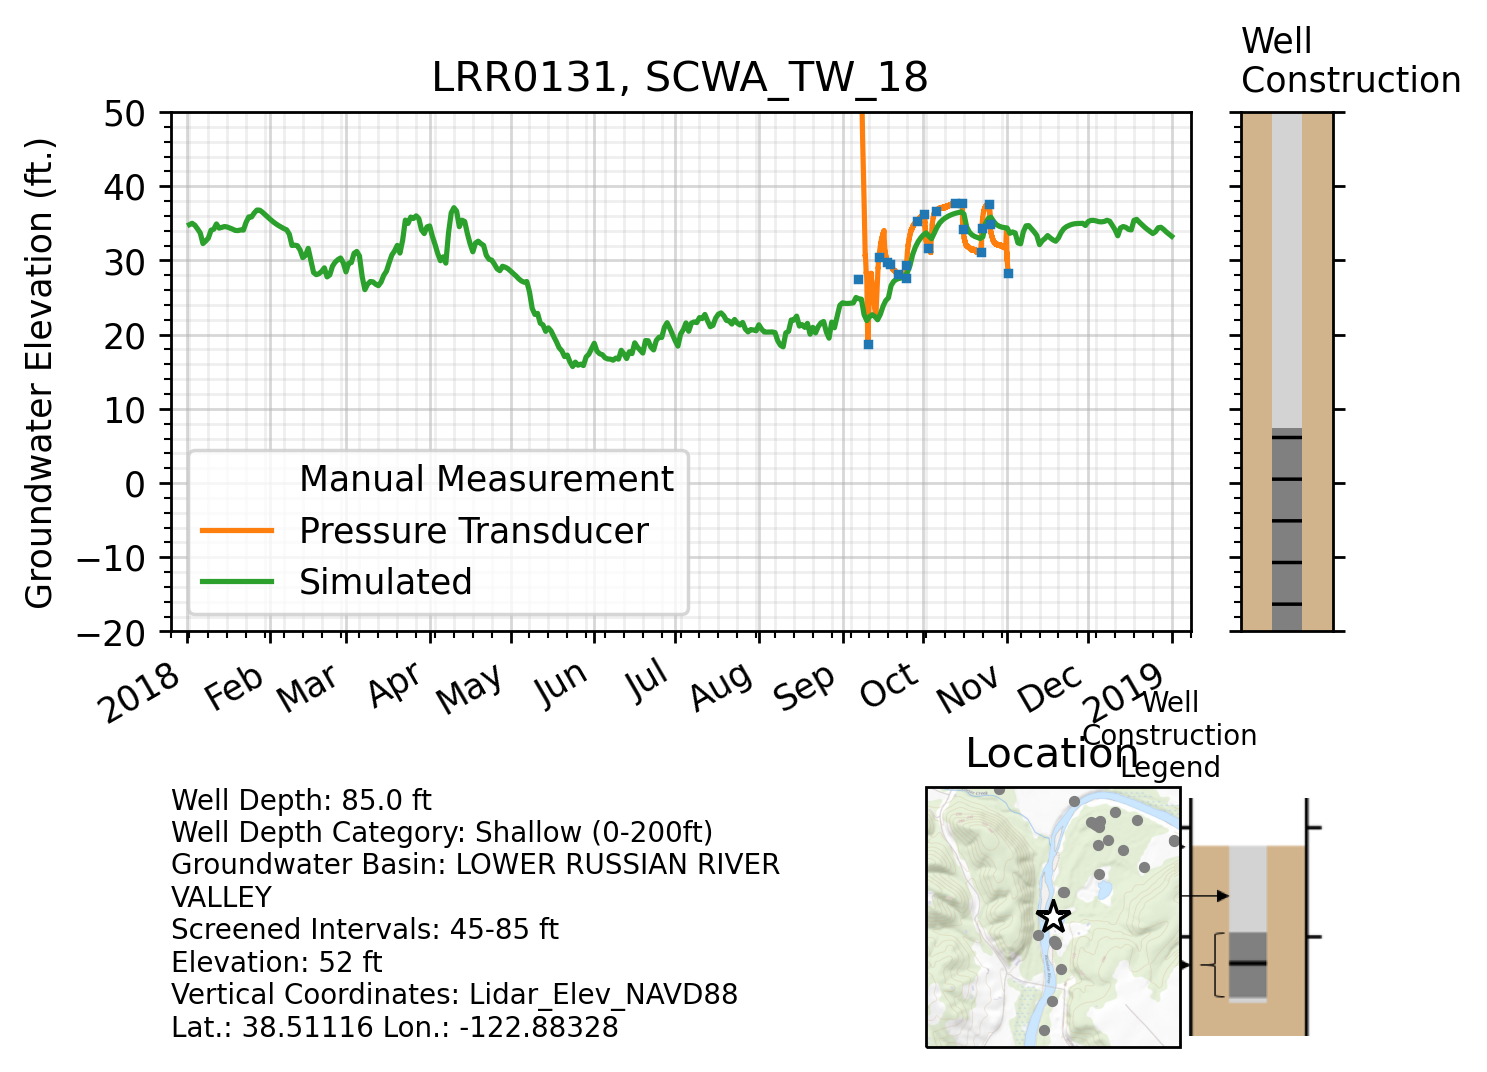 Well
Construction
LRR0131, SCWA_TW_18
Groundwater Elevation (ft.)
50
40
30
20
10
0
−10
−20
Manual Measurement
Pressure Transducer
Simulated
2018
Feb
Mar
Apr
May
Jun
Jul
Aug
Sep
Oct
Nov
Dec
2019
Well
Construction
Legend
Location
Well Depth: 85.0 ft
Well Depth Category: Shallow (0-200ft)
Groundwater Basin: LOWER RUSSIAN RIVER
VALLEY
Screened Intervals: 45-85 ft
Elevation: 52 ft
Vertical Coordinates: Lidar_Elev_NAVD88
Lat.: 38.51116 Lon.: -122.88328